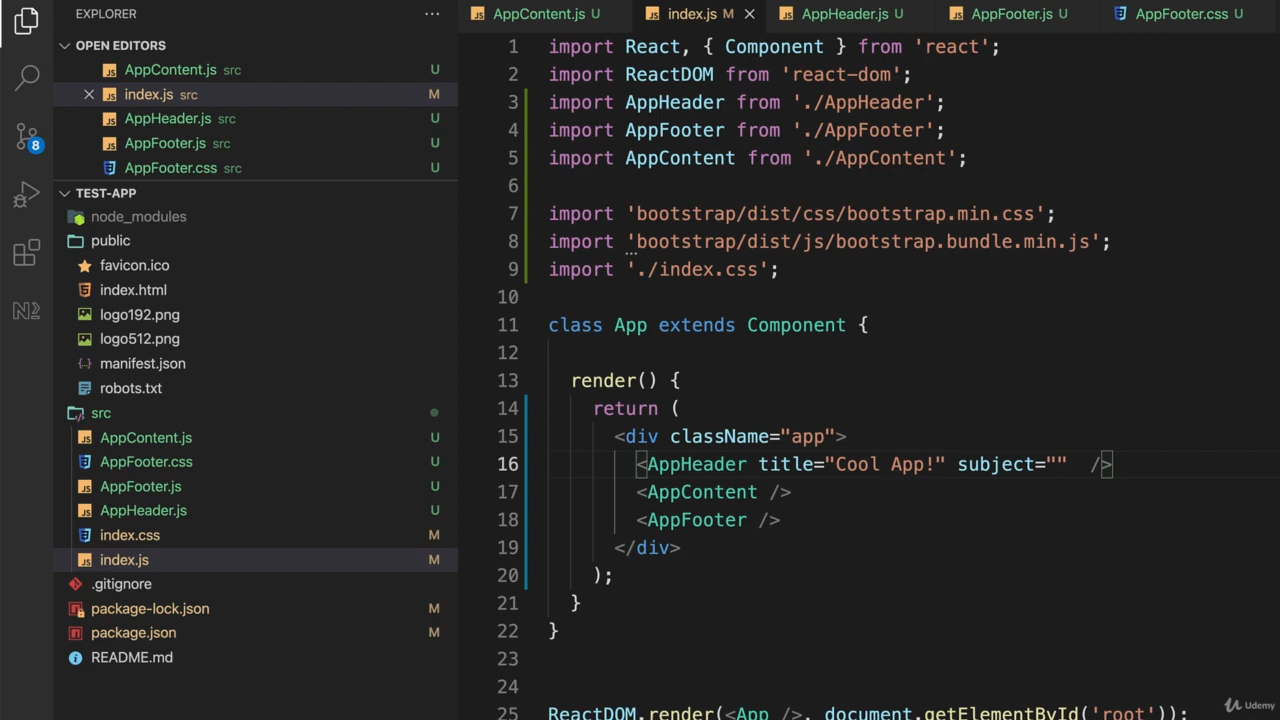 EXPLORER
OPEN EDITORS
AppContent.js src U
index.js src M
AppHeader.js src U
AppFooter.js src U
AppFooter.css src U
TEST-APP
node_modules
public
favicon.ico
index.html
logo192.png
logo512.png
manifest.json
robots.txt
src
AppContent.js U
AppFooter.css U
AppFooter.js U
AppHeader.js U
index.css M
index.js M
.gitignore
package-lock.json M
package.json M
README.md
8
AppContent.js U index.js M AppHeader.js U AppFooter.js U AppFooter.css U
1 import React, { Component } from 'react';
2 import ReactDOM from 'react-dom';
3 import AppHeader from './AppHeader';
4 import AppFooter from './AppFooter';
5 import AppContent from './AppContent';
6
7 import 'bootstrap/dist/css/bootstrap.min.css';
8 import 'bootstrap/dist/js/bootstrap.bundle.min.js';
9 import './index.css';
10
11 class App extends Component {
12
13 render() {
14 return (
15 <div className="app">
16 <AppHeader title="Cool App!" subject="" />
17 <AppContent />
18 <AppFooter />
19 </div>
20 );
21 }
22 }
23
24
25 ReactDOM.render(<App />, document.getElementById('root'));
Udemy